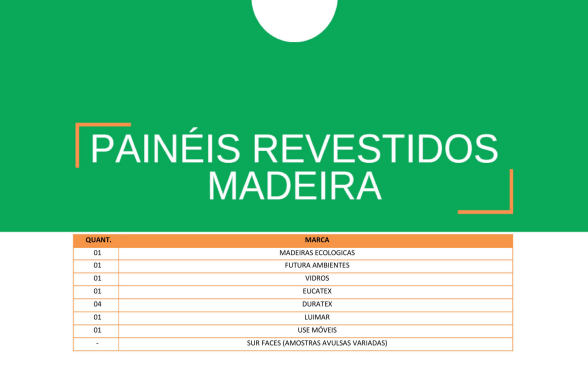 PAINÉIS REVESTIDOS
MADEIRA
QUANT. MARCA
01 MADEIRAS ECOLOGICAS
01 FUTURA AMBIENTES
01 VIDROS
01 EUCATEX
04 DURATEX
01 LUIMAR
01 USE MÓVEIS
- SUR FACES (AMOSTRAS AVULSAS VARIADAS)